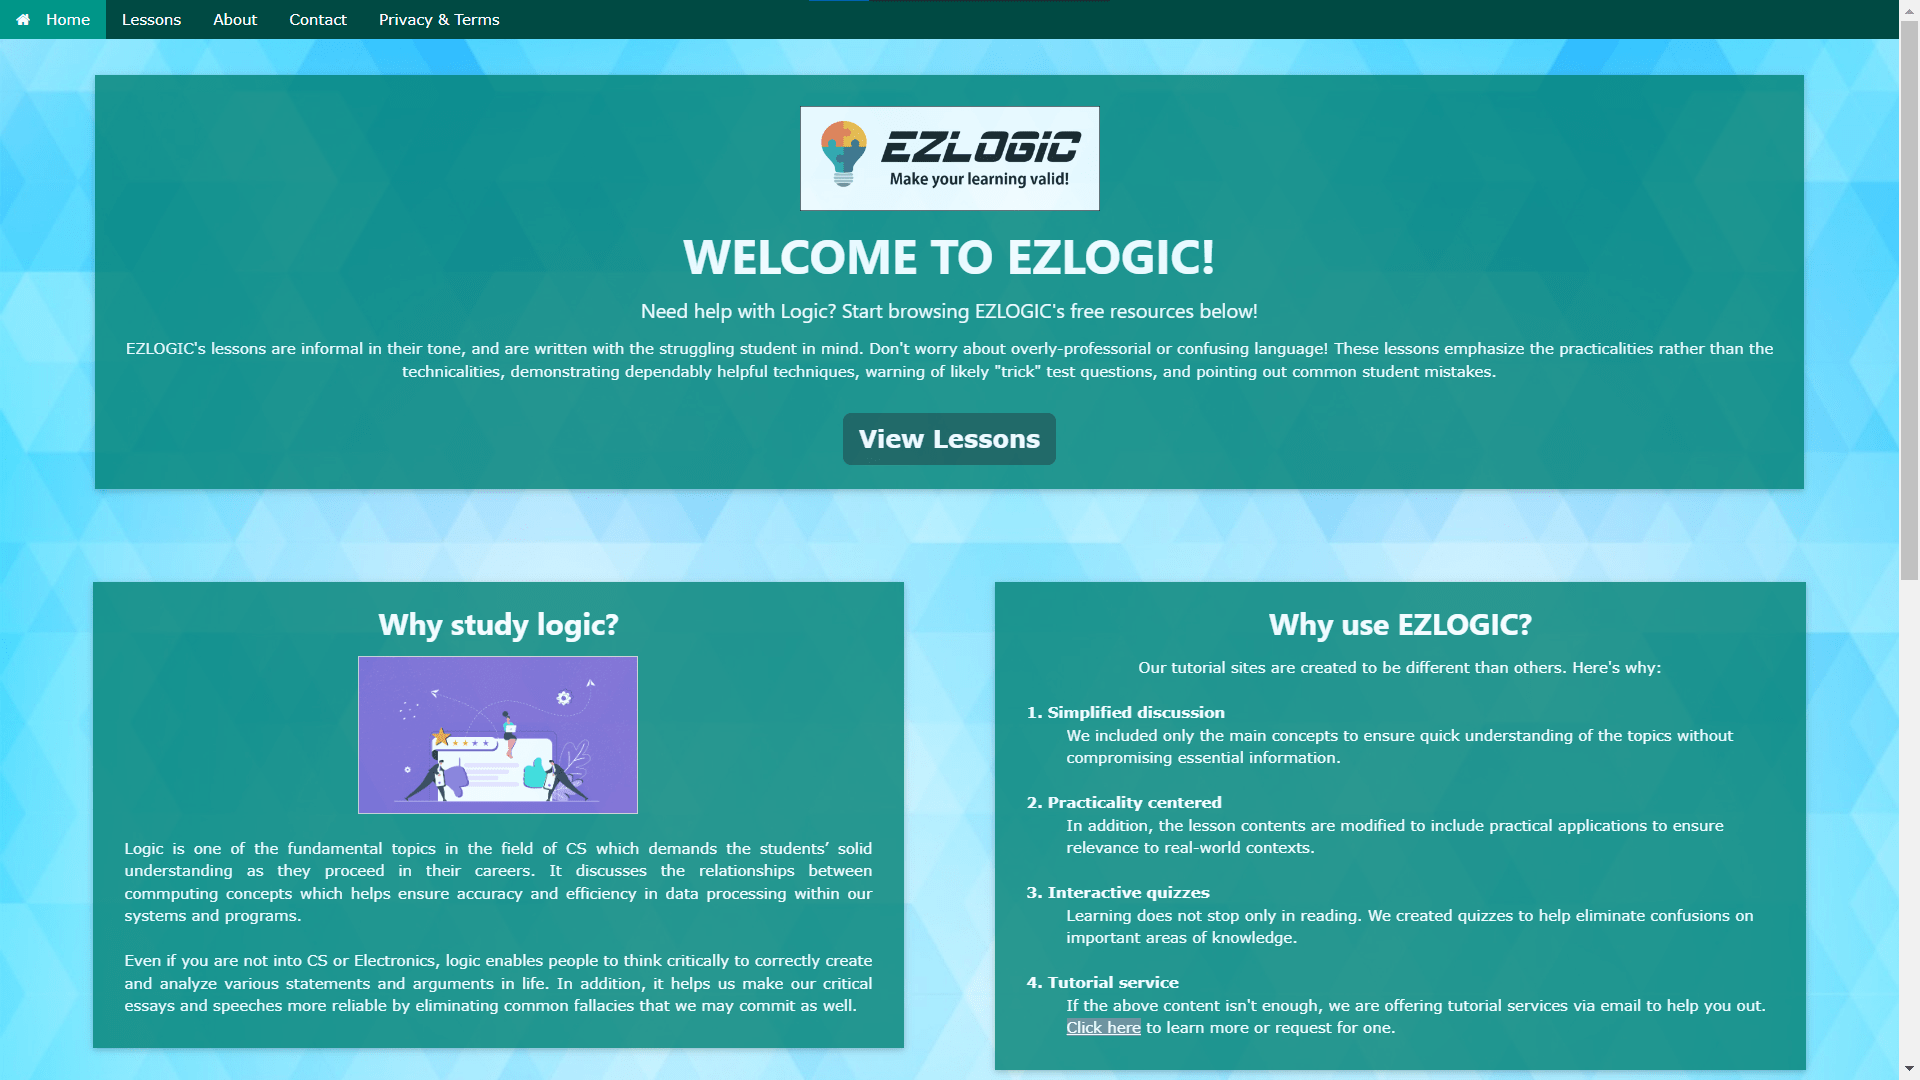 Home Lessons About Contact Privacy & Terms
EZLOGIC
Make your learning valid!
WELCOME TO EZLOGIC!
Need help with Logic? Start browsing EZLOGIC's free resources below!
EZLOGIC's lessons are informal in their tone, and are written with the struggling student in mind. Don't worry about overly-professorial or confusing language! These lessons emphasize the practicalities rather than the
technicalities, demonstrating dependably helpful techniques, warning of likely "trick" test questions, and pointing out common student mistakes.
View Lessons
Why study logic?
Logic is one of the fundamental topics in the field of CS which demands the students’ solid
understanding as they proceed in their careers. It discusses the relationships between
commputing concepts which helps ensure accuracy and efficiency in data processing within our
systems and programs.
Even if you are not into CS or Electronics, logic enables people to think critically to correctly create
and analyze various statements and arguments in life. In addition, it helps us make our critical
essays and speeches more reliable by eliminating common fallacies that we may commit as well.
Why use EZLOGIC?
Our tutorial sites are created to be different than others. Here's why:
1. Simplified discussion
We included only the main concepts to ensure quick understanding of the topics without
compromising essential information.
2. Practicality centered
In addition, the lesson contents are modified to include practical applications to ensure
relevance to real-world contexts.
3. Interactive quizzes
Learning does not stop only in reading. We created quizzes to help eliminate confusions on
important areas of knowledge.
4. Tutorial service
If the above content isn't enough, we are offering tutorial services via email to help you out.
Click here to learn more or request for one.